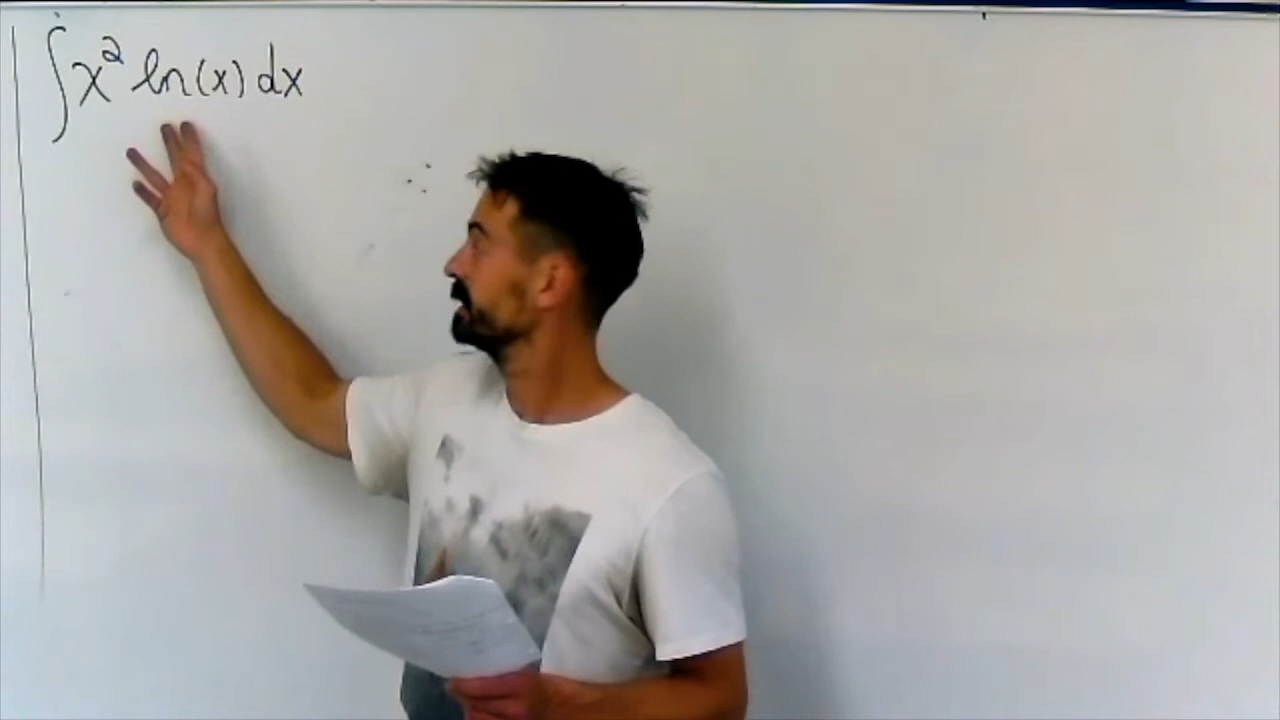 ∫x² ln(x) dx